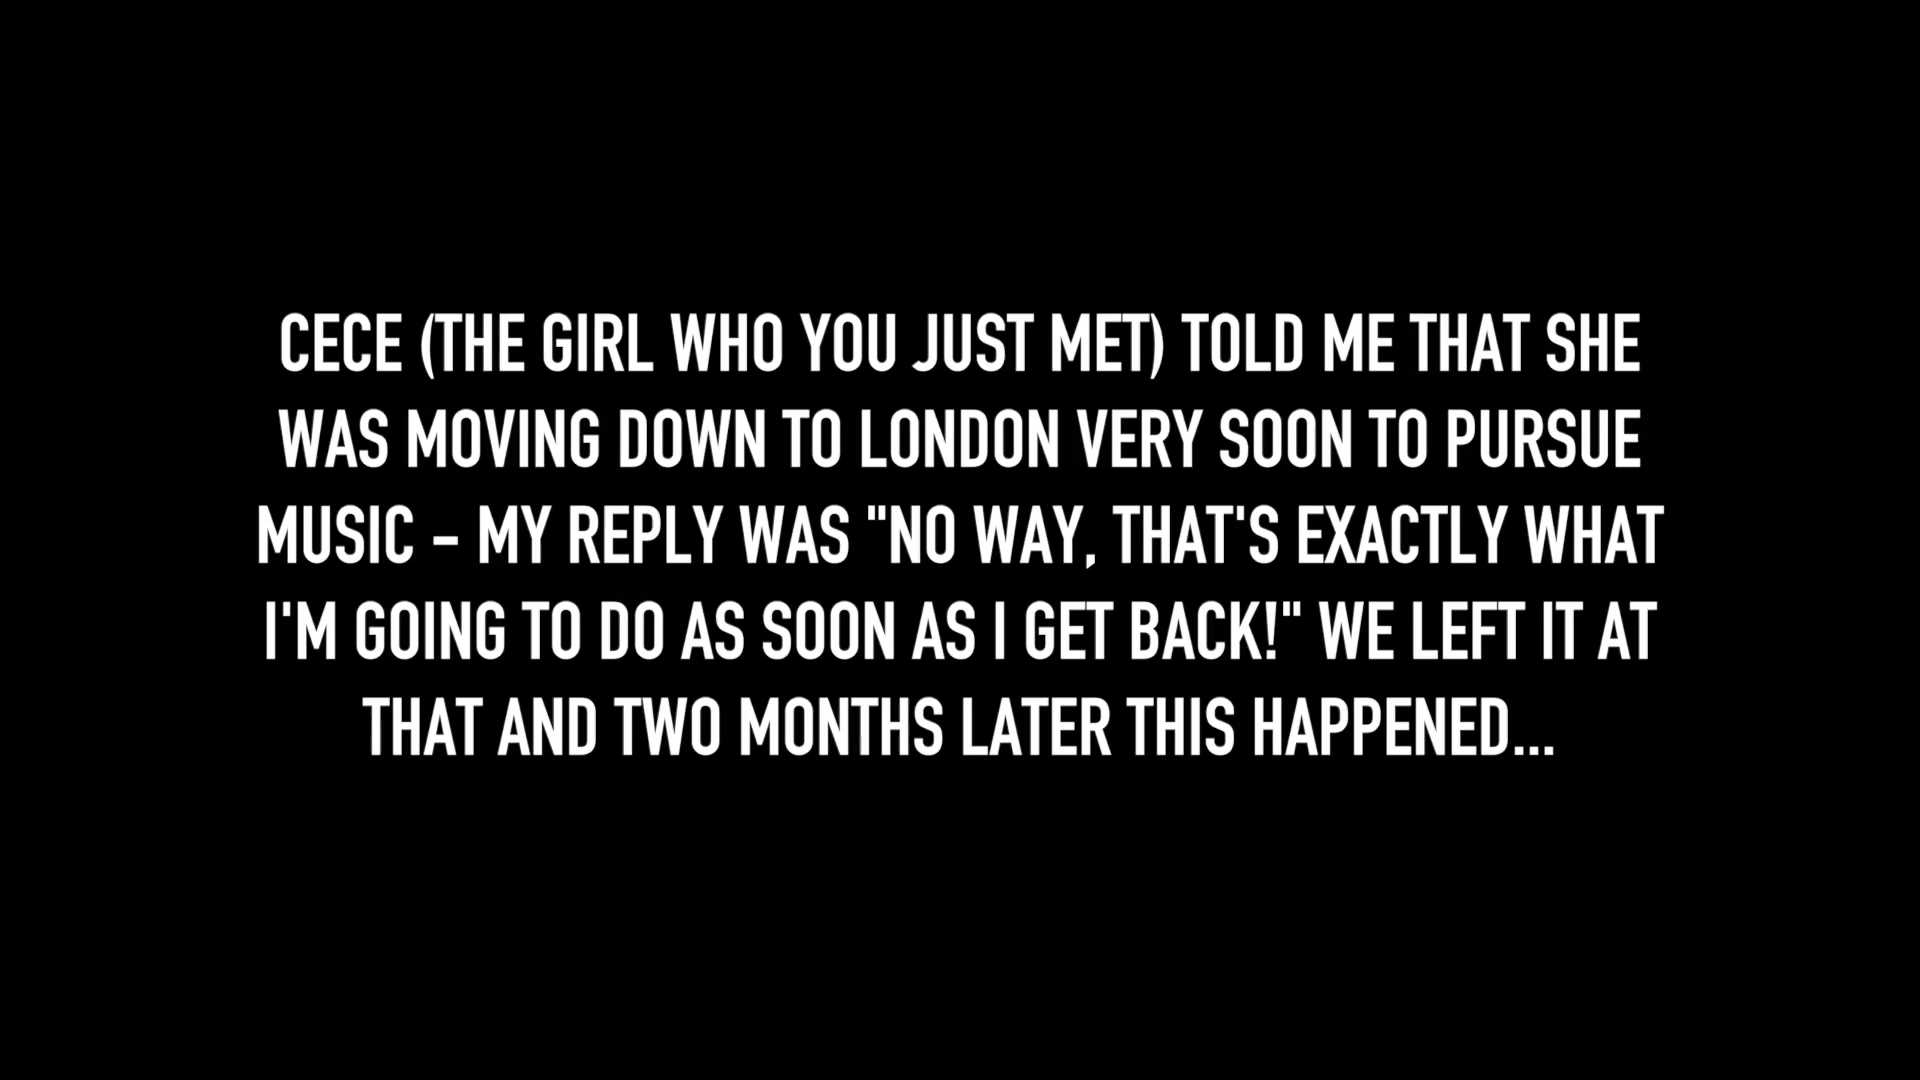 CECE (THE GIRL WHO YOU JUST MET) TOLD ME THAT SHE
WAS MOVING DOWN TO LONDON VERY SOON TO PURSUE
MUSIC - MY REPLY WAS "NO WAY, THAT'S EXACTLY WHAT
I'M GOING TO DO AS SOON AS I GET BACK!" WE LEFT IT AT
THAT AND TWO MONTHS LATER THIS HAPPENED...